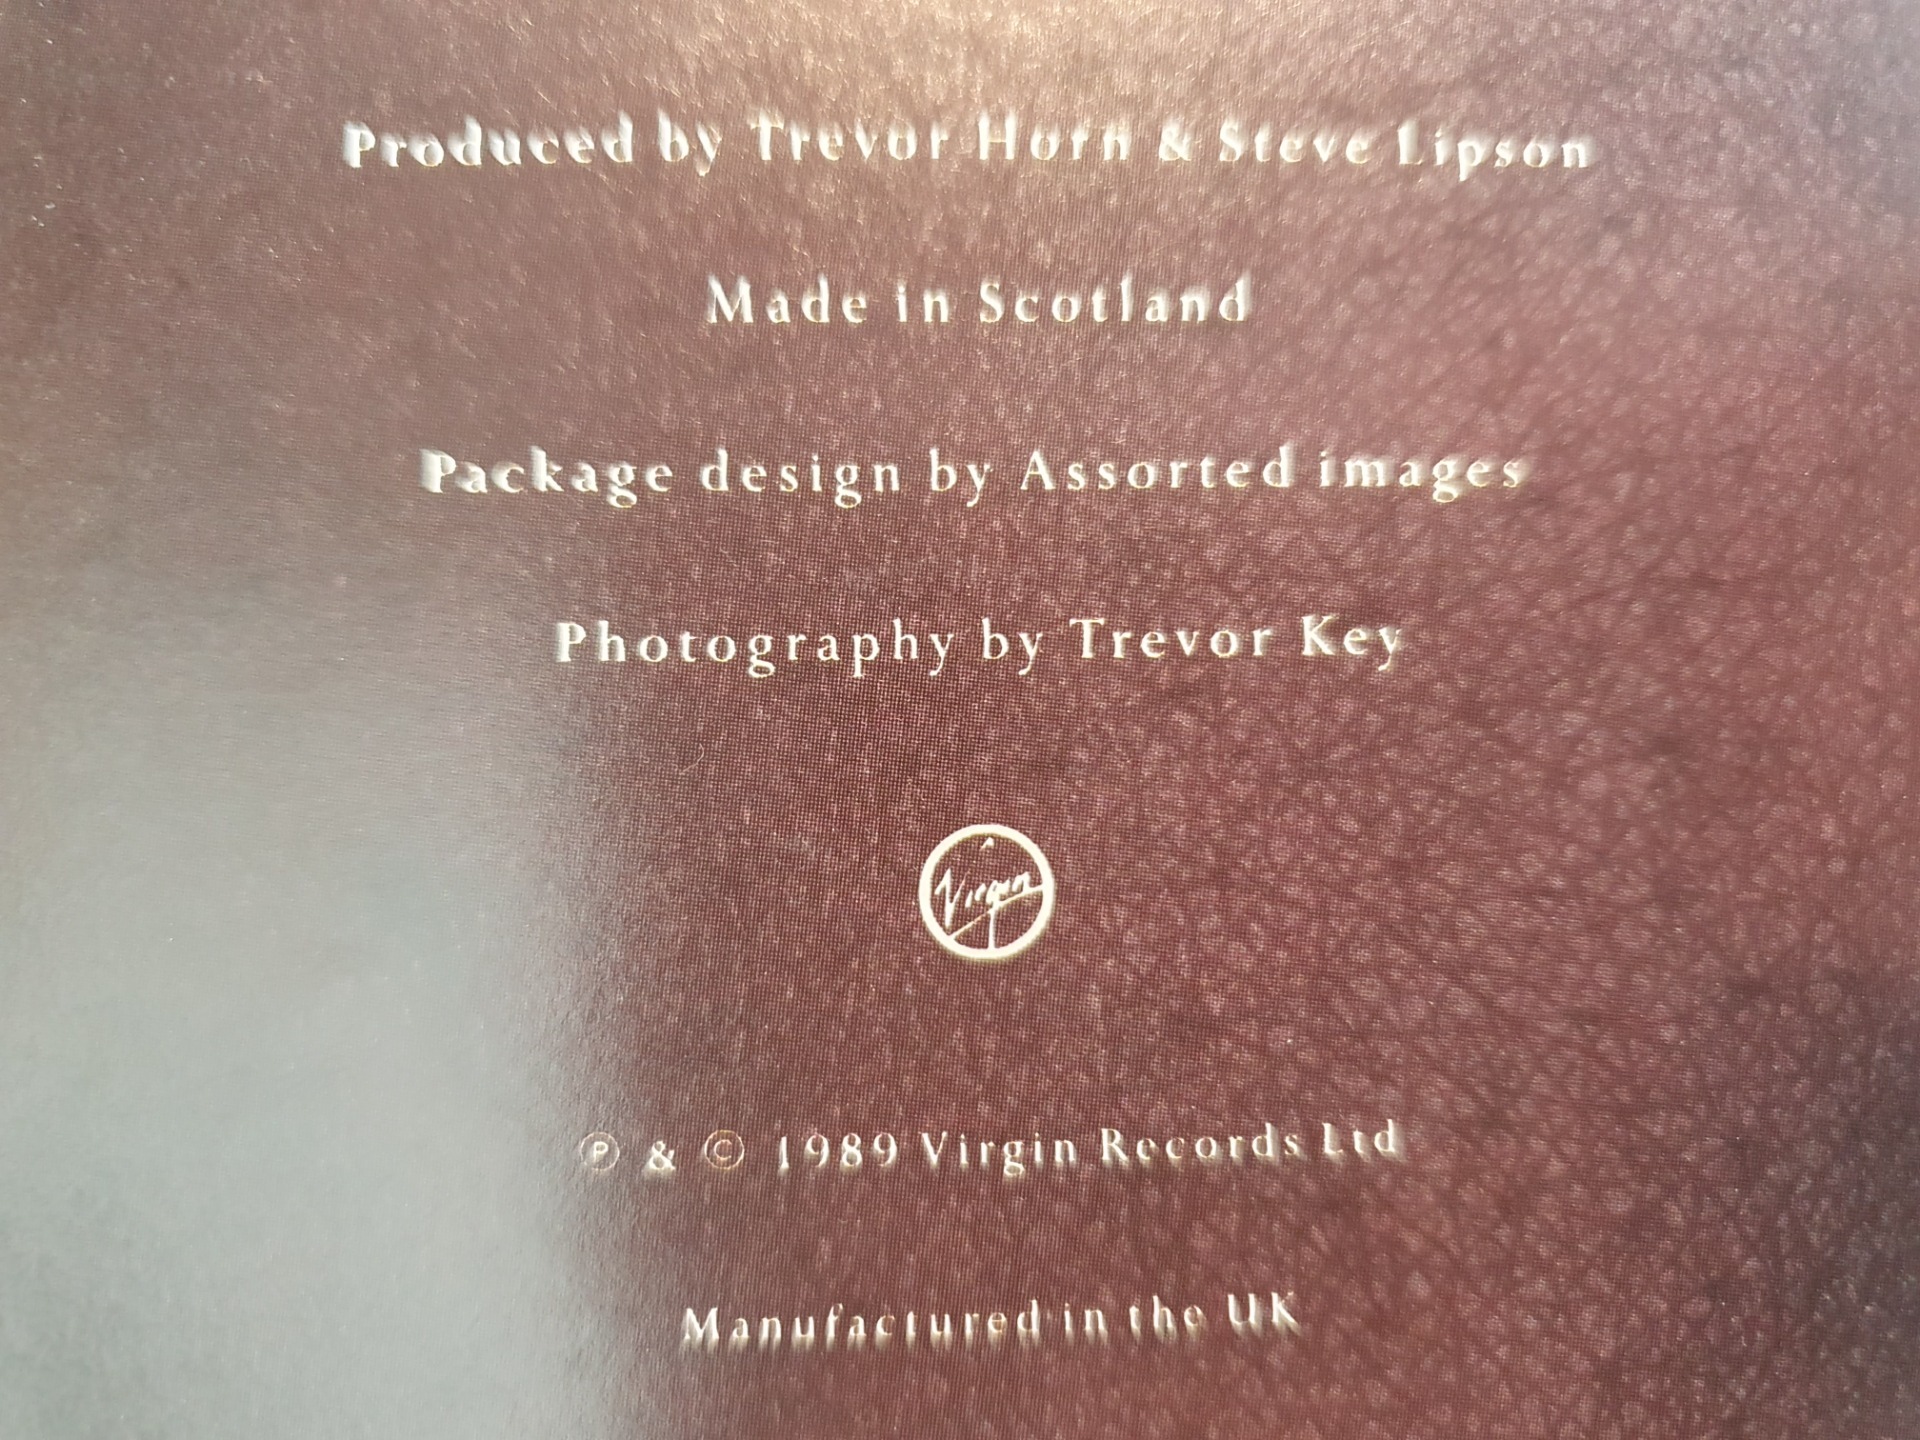 Produced by Trevor Horn & Steve Lipson
Made in Scotland
Package design by Assorted images
Photography by Trevor Key
Virgin
Ⓟ & © 1989 Virgin Records Ltd
Manufactured in the UK